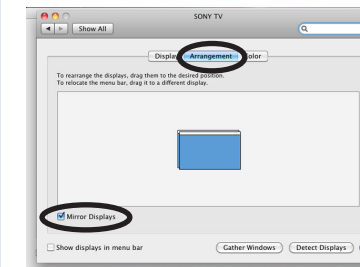 SONY TV
Show All
Display Arrangement Color
To rearrange the displays, drag them to the desired position.
To relocate the menu bar, drag it to a different display.
Mirror Displays
Show displays in menu bar
Gather Windows
Detect Displays